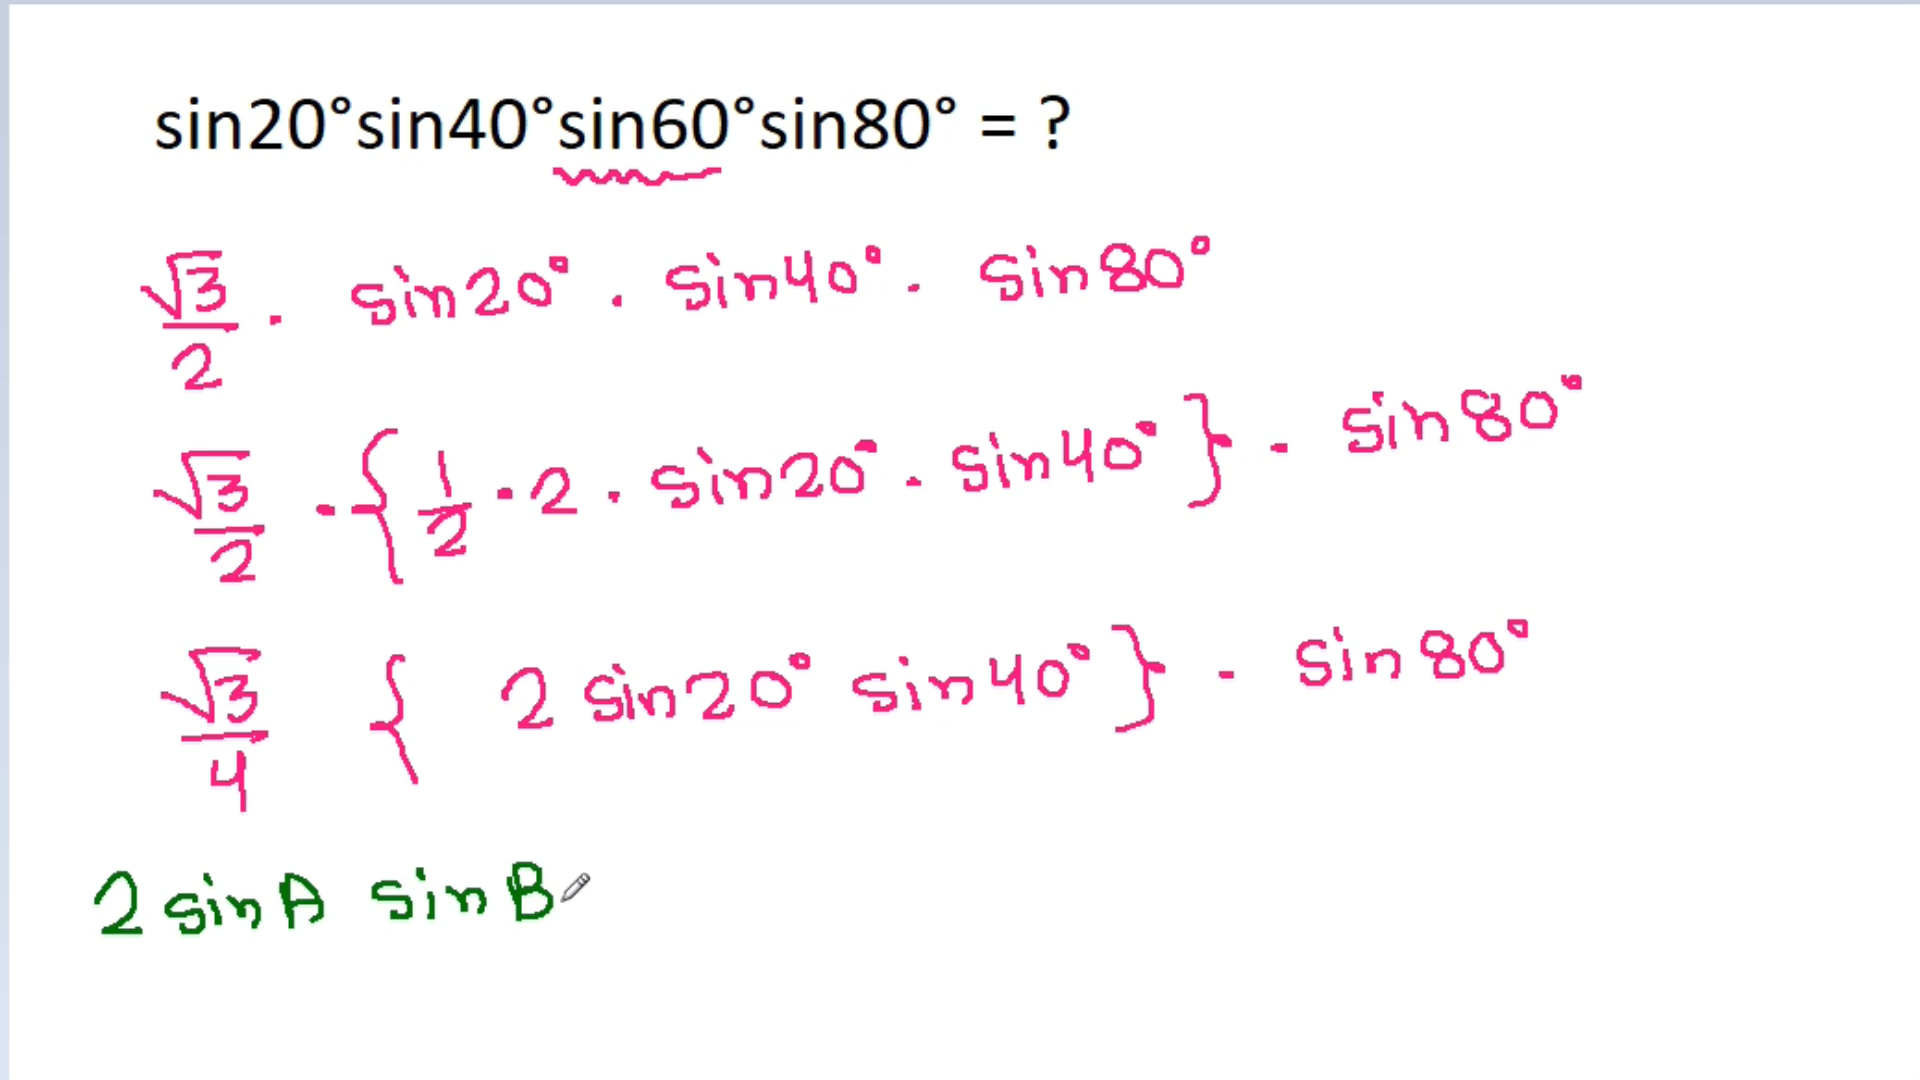 sin20°sin40°sin60°sin80° = ?
√3/2 . sin20° . sin40° . sin80°
√3/2 . {1/2 . 2 . sin20° . sin40°} . sin80°
√3/4 { 2 sin20° sin40°} . sin80°
2 sinA sinB